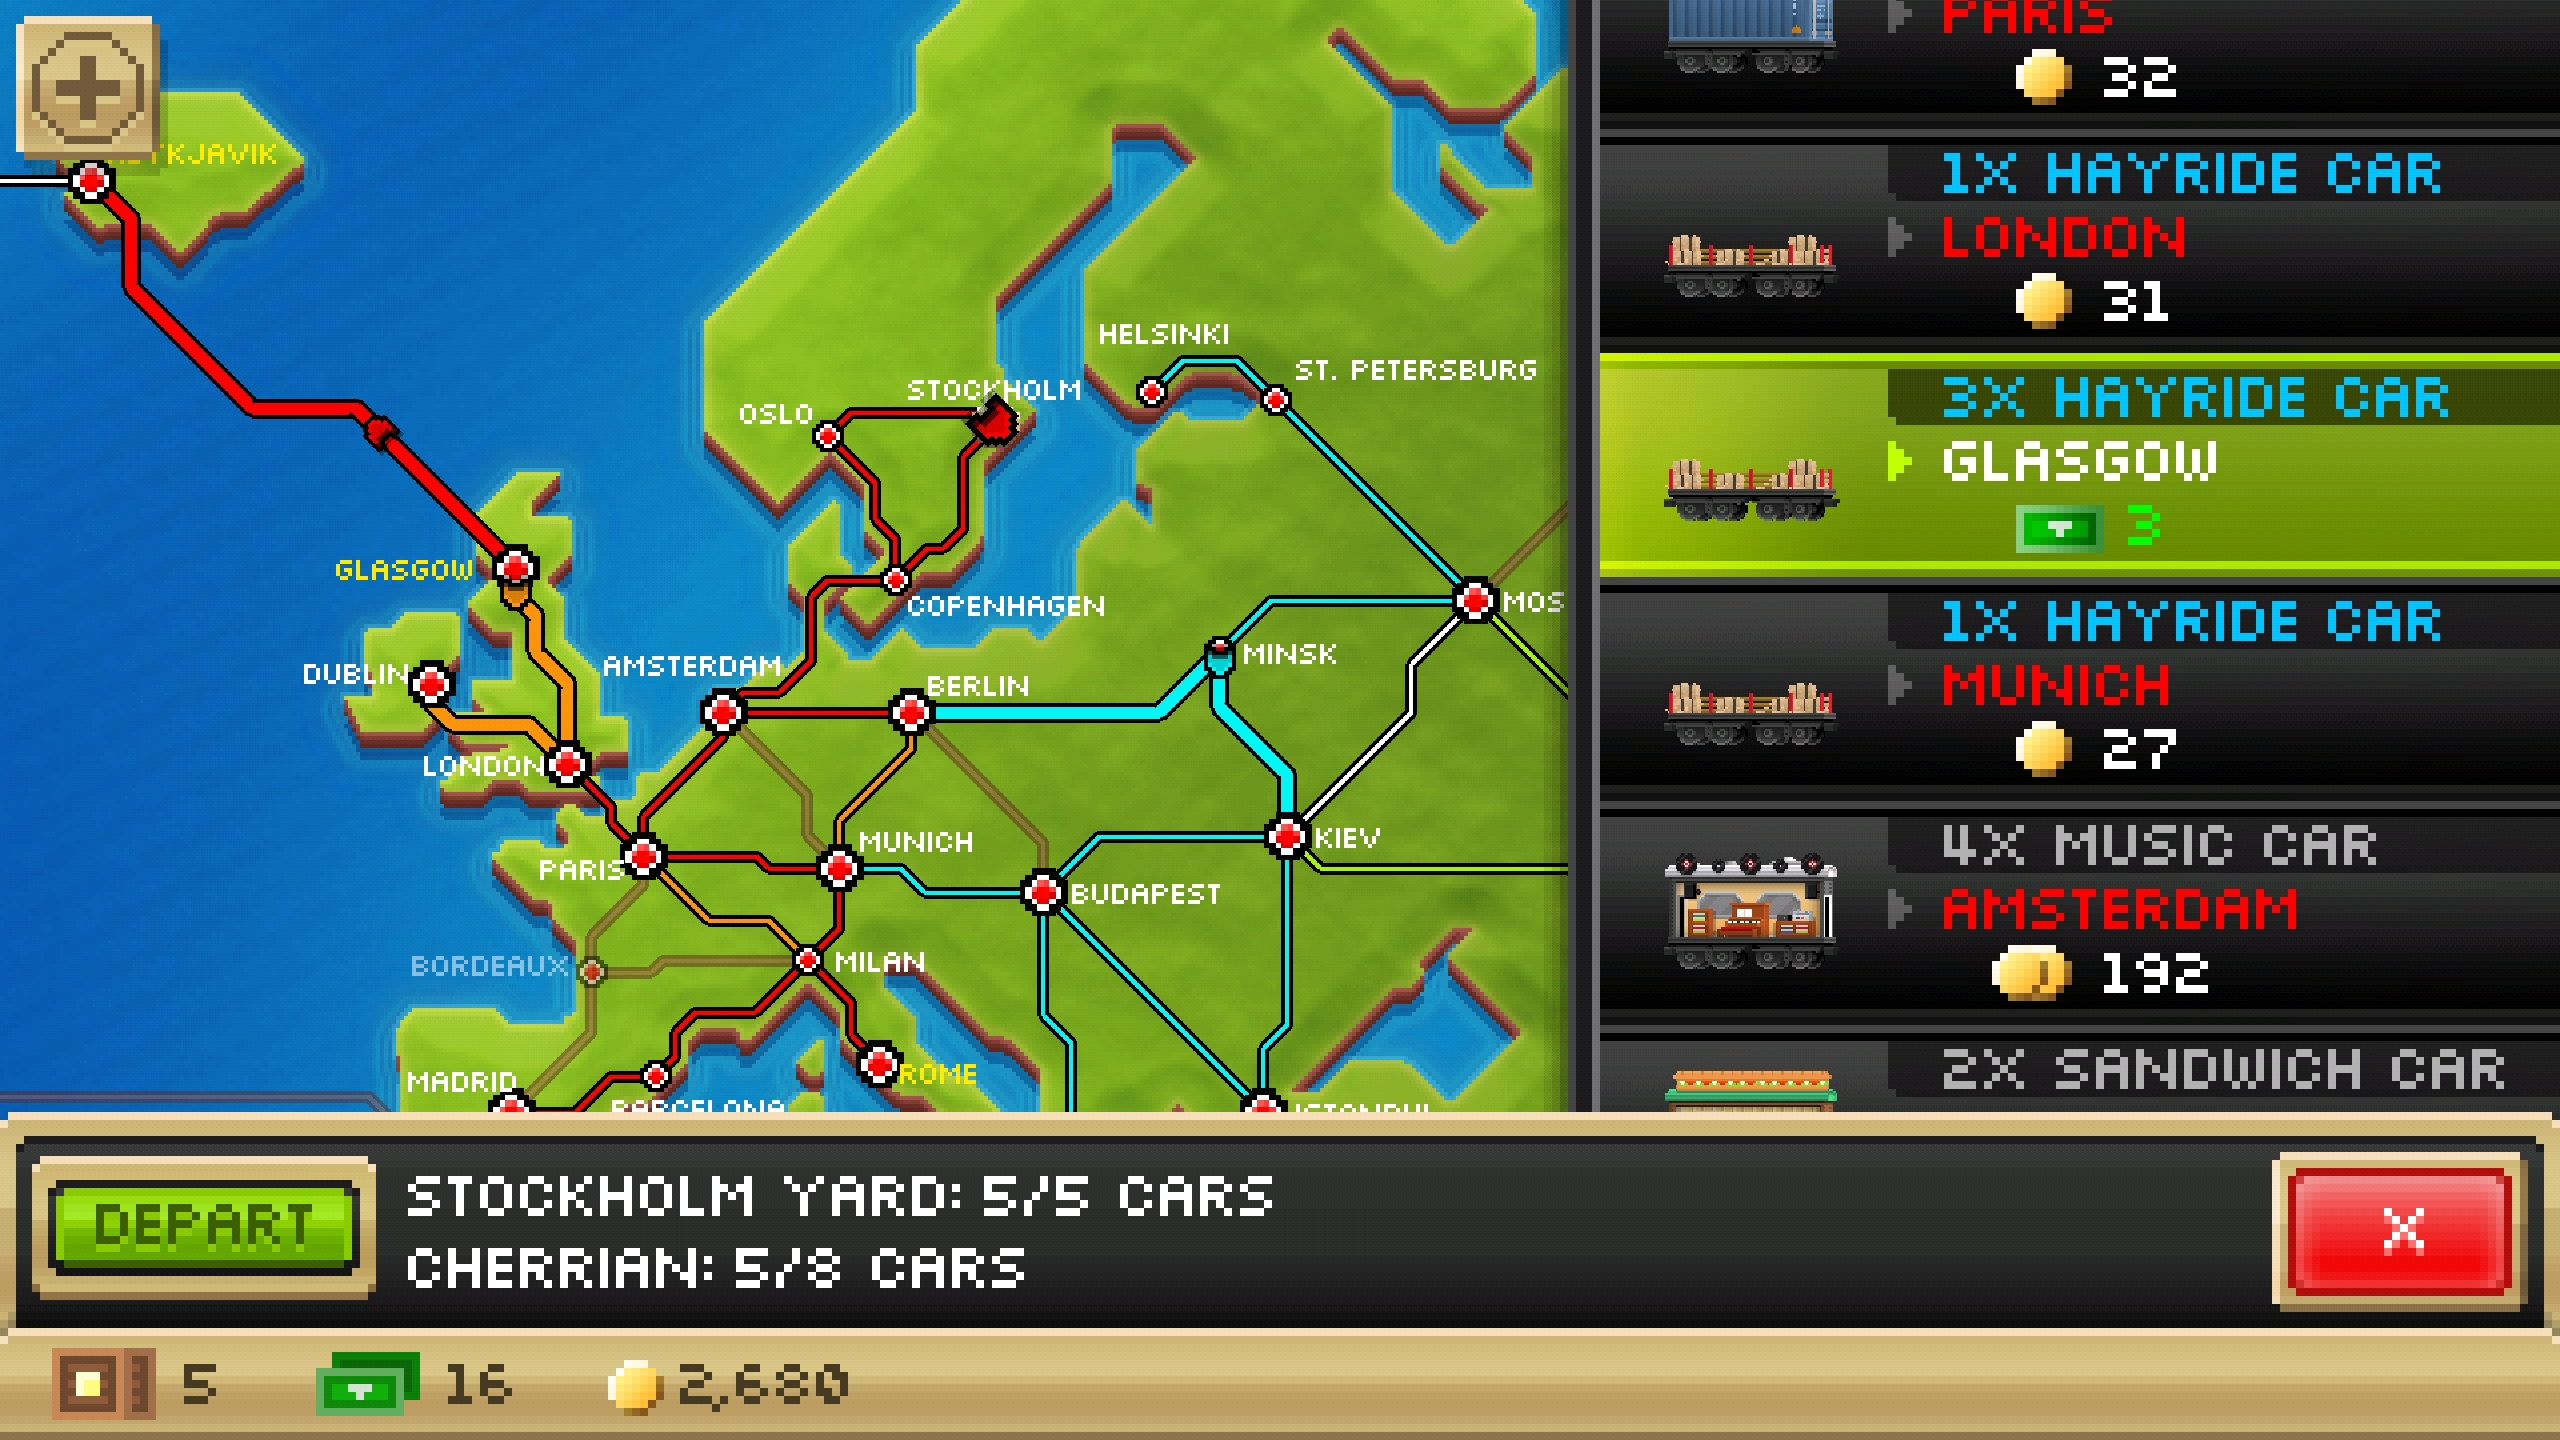 PARIS
32
1X HAYRIDE CAR
LONDON
31
3X HAYRIDE CAR
GLASGOW
3
1X HAYRIDE CAR
MUNICH
27
4X MUSIC CAR
AMSTERDAM
192
2X SANDWICH CAR
HELSINKI
ST. PETERSBURG
STOCKHOLM
OSLO
GLASGOW
COPENHAGEN
MOS
MINSK
DUBLIN
AMSTERDAM
BERLIN
LONDON
MUNICH
KIEV
PARIS
BUDAPEST
BORDEAUX
MILAN
ROME
MADRID
BARCELONA
ISTANBUL
DEPART
STOCKHOLM YARD: 5/5 CARS
CHERRIAN: 5/8 CARS
X
5
16
2,680